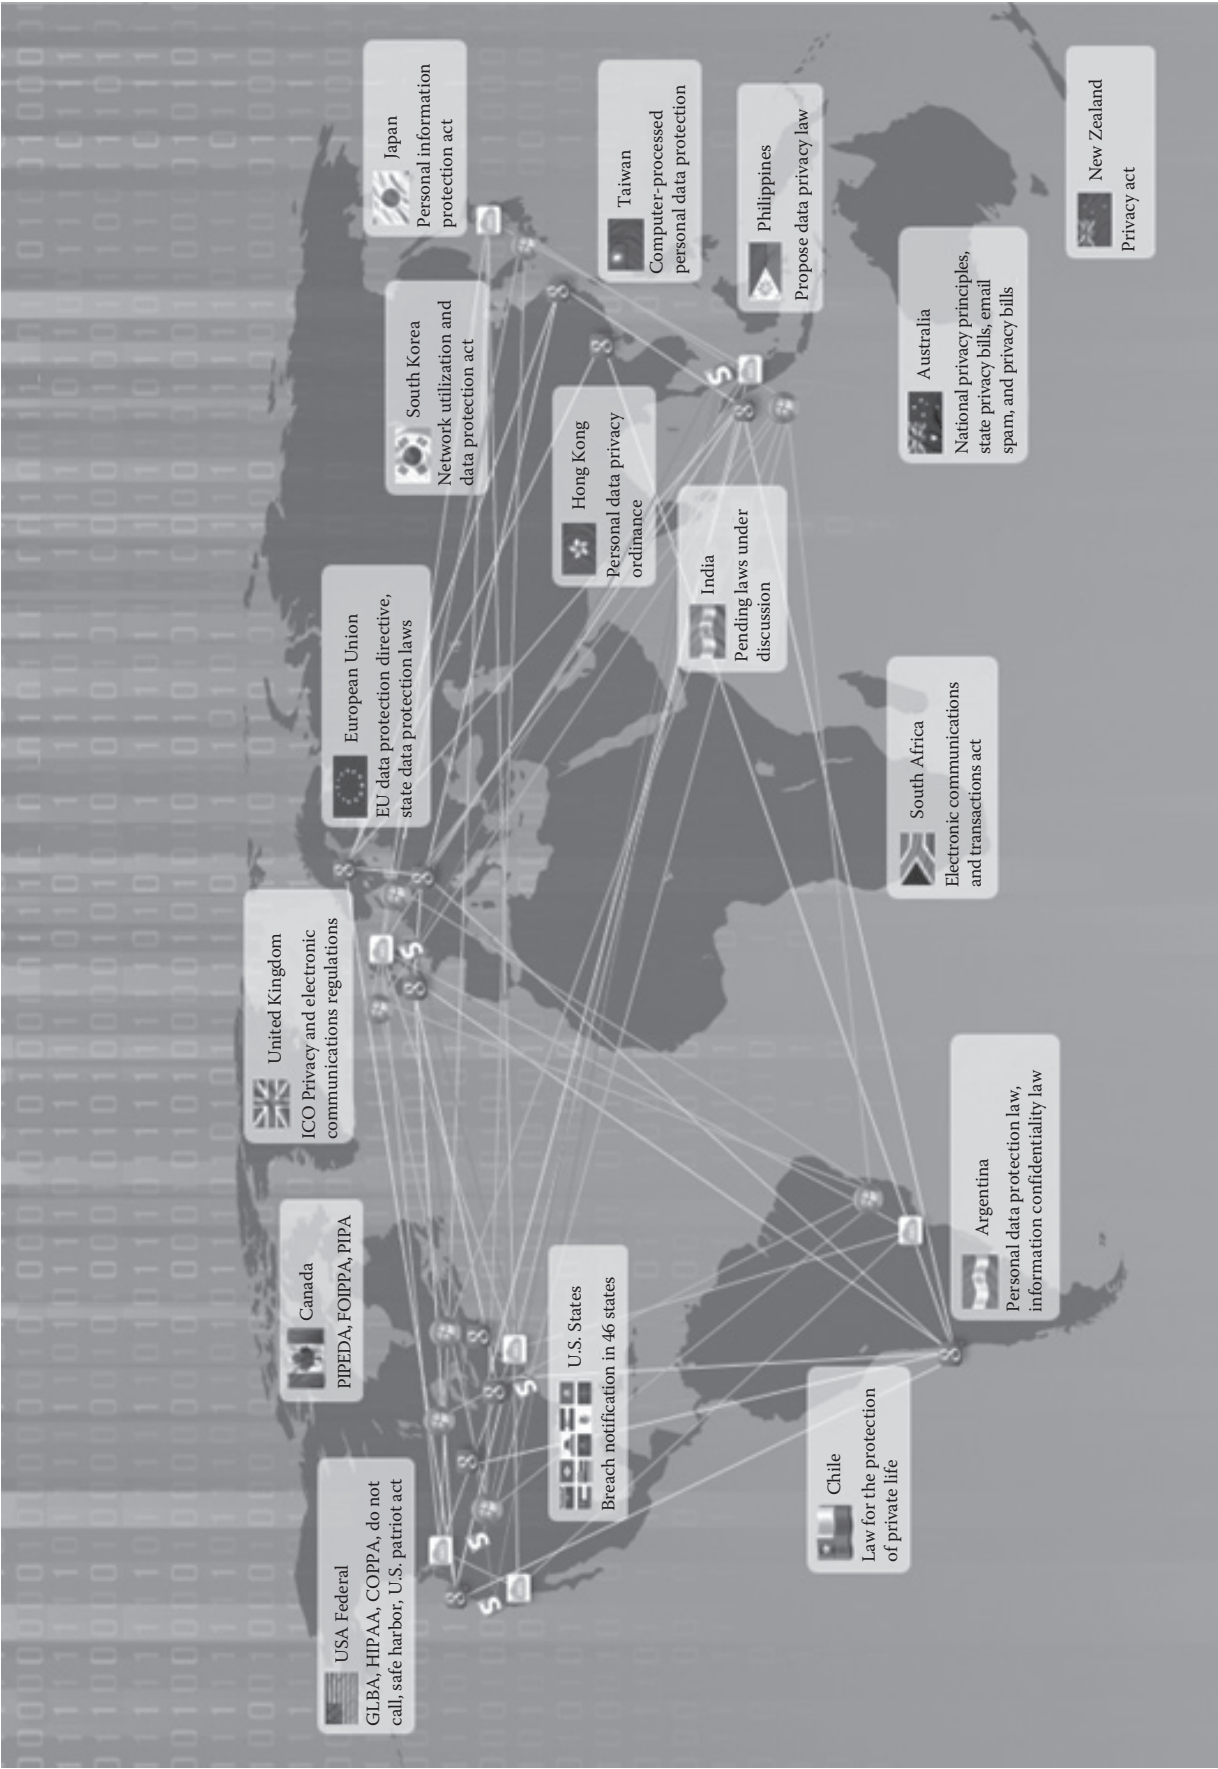 USA Federal
GLBA, HIPAA, COPPA, do not
call, safe harbor, U.S. patriot act
Canada
PIPEDA, FOIPPA, PIPA
United Kingdom
ICO Privacy and electronic
communications regulations
European Union
EU data protection directive,
state data protection laws
South Korea
Network utilization and
data protection act
Japan
Personal information
protection act
U.S. States
Breach notification in 46 states
Hong Kong
Personal data privacy
ordinance
Taiwan
Computer-processed
personal data protection
India
Pending laws under
discussion
Philippines
Propose data privacy law
Chile
Law for the protection
of private life
Argentina
Personal data protection law,
information confidentiality law
South Africa
Electronic communications
and transactions act
Australia
National privacy principles,
state privacy bills, email
spam, and privacy bills
New Zealand
Privacy act